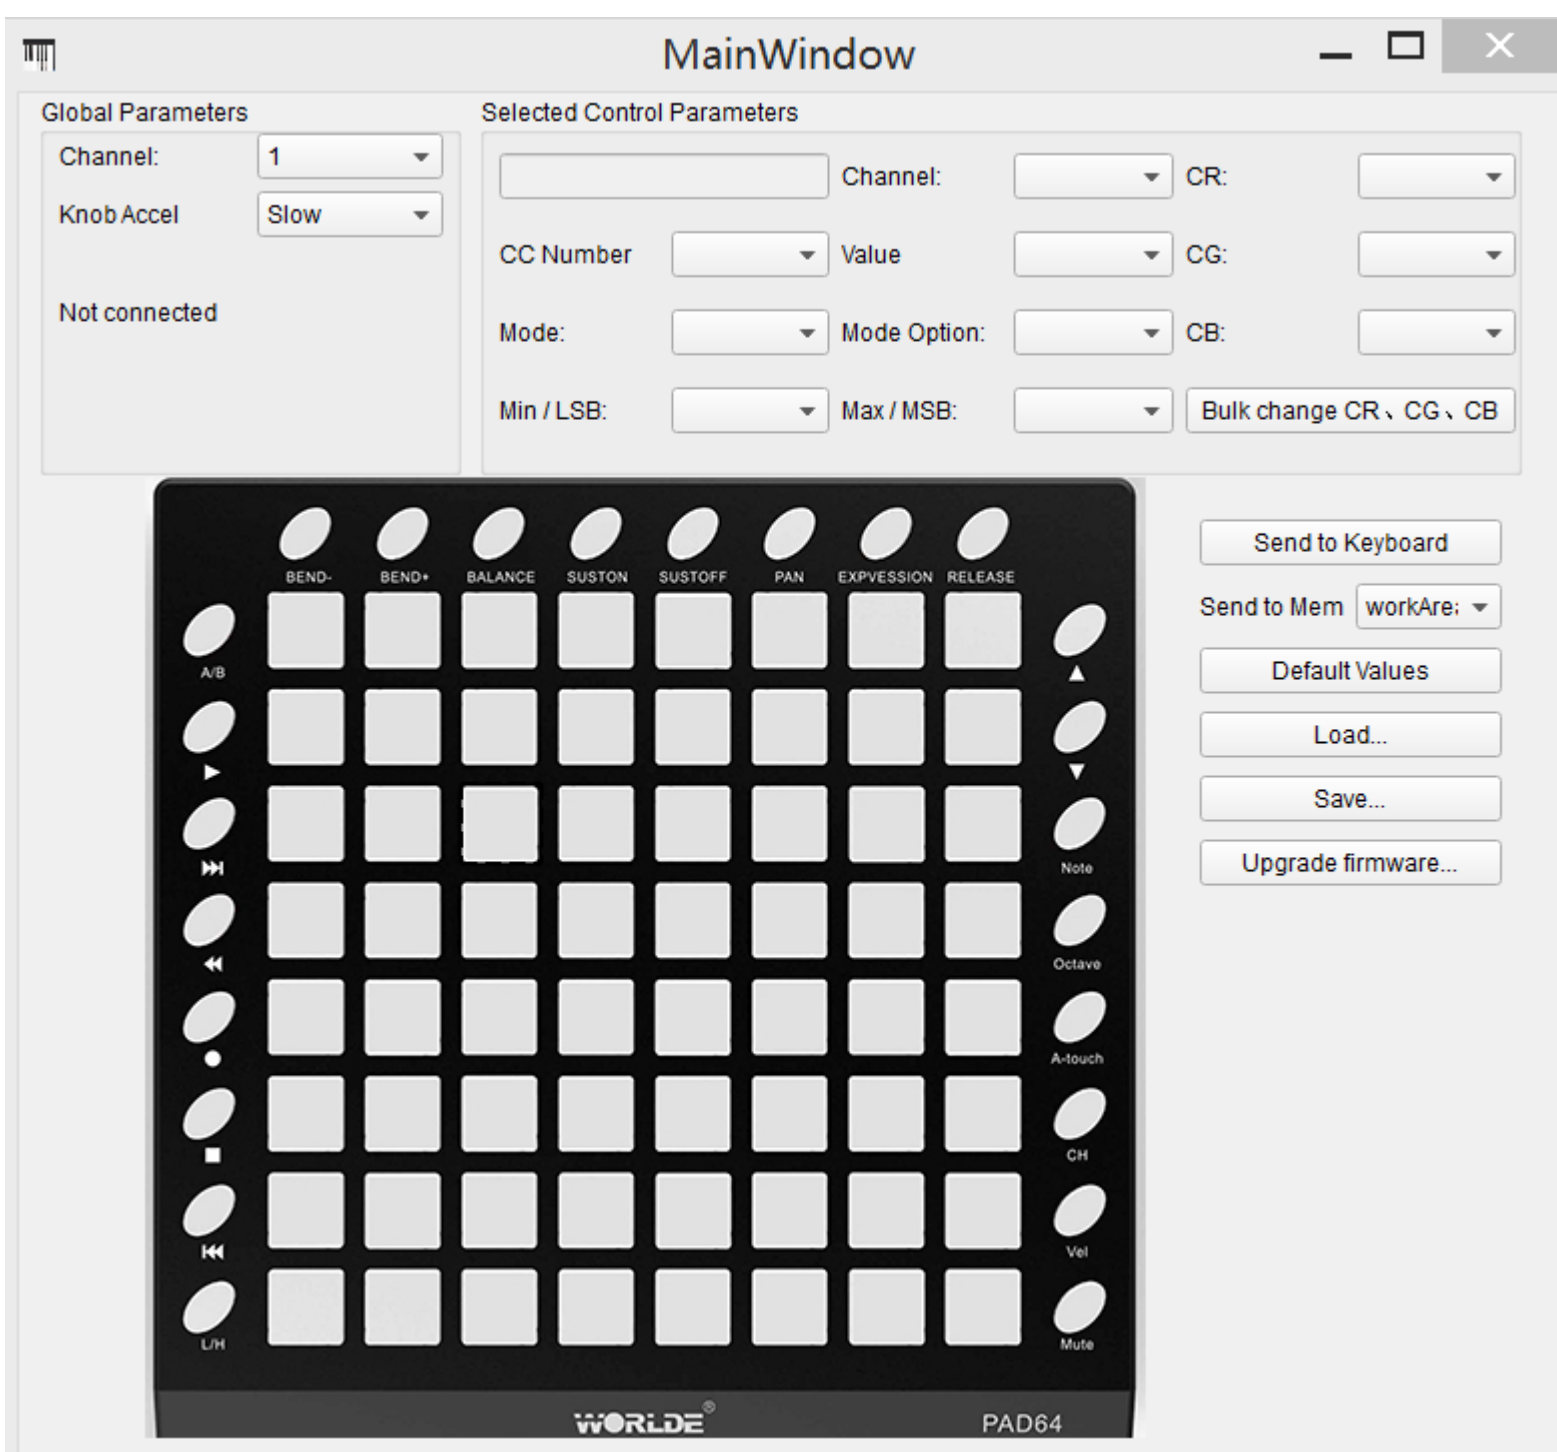 MainWindow
Global Parameters
Selected Control Parameters
Channel: 1
Knob Accel Slow
Not connected
Channel: CR:
CC Number Value CG:
Mode: Mode Option: CB:
Min / LSB: Max / MSB: Bulk change CR、CG、CB
BEND- BEND+ BALANCE SUSTON SUSTOFF PAN EXPVESSION RELEASE
A/B
Note
Octave
A-touch
CH
Vel
L/H
Mute
WORLDE®
PAD64
Send to Keyboard
Send to Mem
Default Values
Load...
Save...
Upgrade firmware...